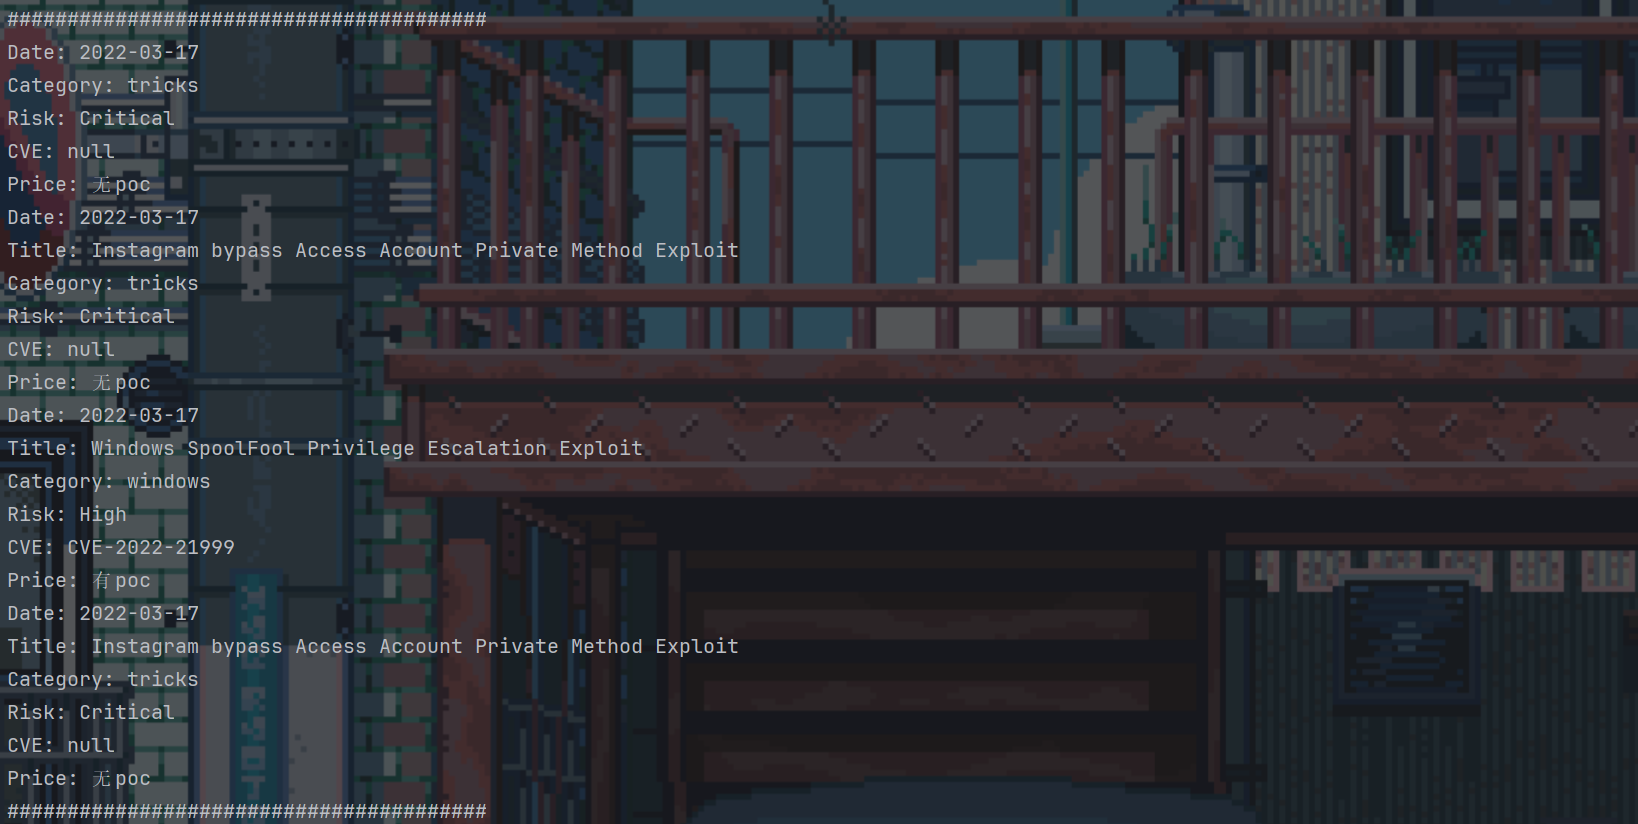 ########################################
Date: 2022-03-17
Category: tricks
Risk: Critical
CVE: null
Price: 无poc
Date: 2022-03-17
Title: Instagram bypass Access Account Private Method Exploit
Category: tricks
Risk: Critical
CVE: null
Price: 无poc
Date: 2022-03-17
Title: Windows SpoolFool Privilege Escalation Exploit
Category: windows
Risk: High
CVE: CVE-2022-21999
Price: 有poc
Date: 2022-03-17
Title: Instagram bypass Access Account Private Method Exploit
Category: tricks
Risk: Critical
CVE: null
Price: 无poc
########################################